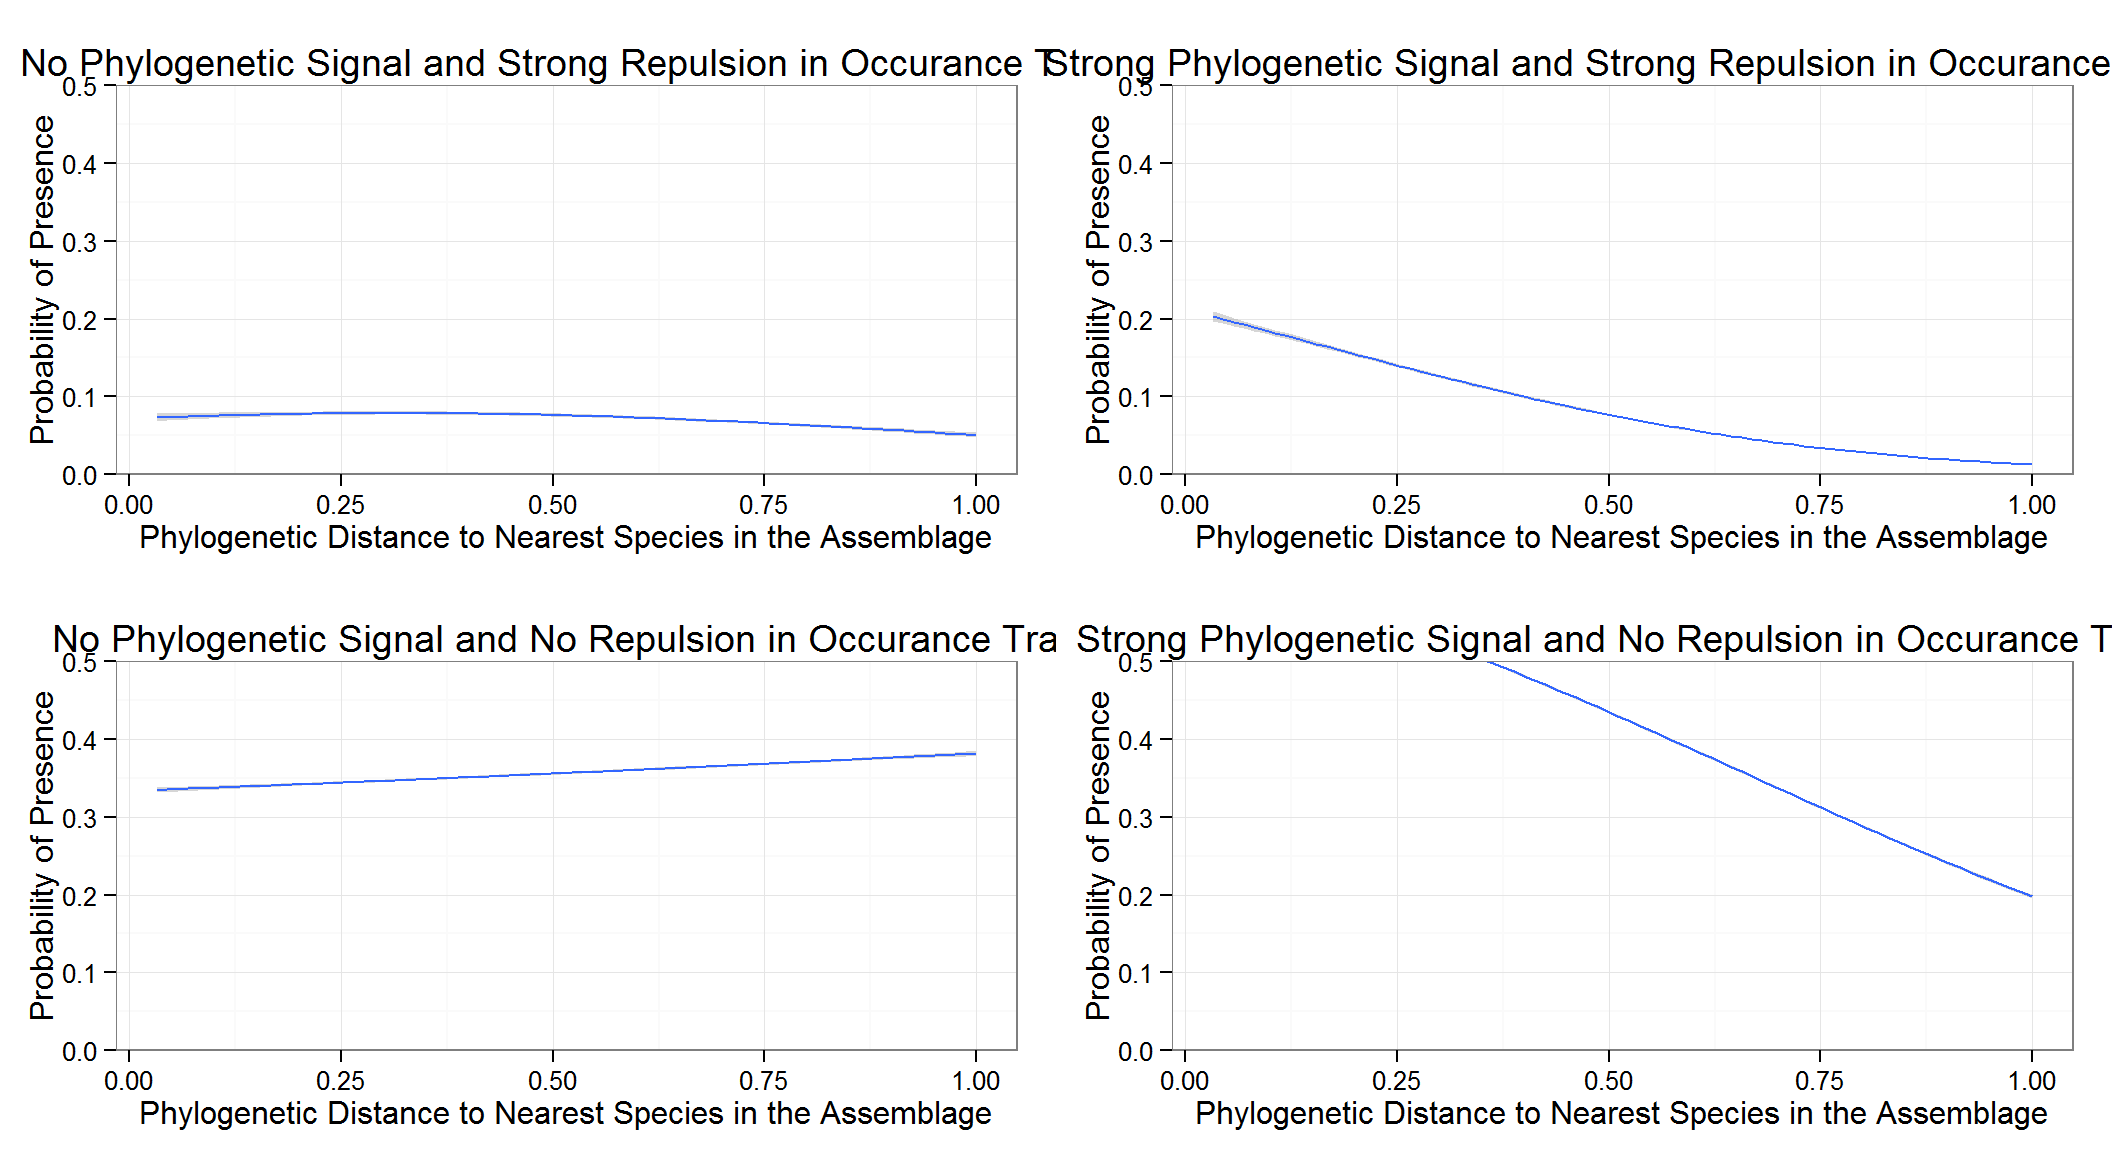 No Phylogenetic Signal and Strong Repulsion in Occurance T
Probability of Presence
0.5
0.4
0.3
0.2
0.1
0.0
0.00 0.25 0.50 0.75 1.00
Phylogenetic Distance to Nearest Species in the Assemblage
Strong Phylogenetic Signal and Strong Repulsion in Occurance
Probability of Presence
0.5
0.4
0.3
0.2
0.1
0.0
0.00 0.25 0.50 0.75 1.00
Phylogenetic Distance to Nearest Species in the Assemblage
No Phylogenetic Signal and No Repulsion in Occurance Tra
Probability of Presence
0.5
0.4
0.3
0.2
0.1
0.0
0.00 0.25 0.50 0.75 1.00
Phylogenetic Distance to Nearest Species in the Assemblage
Strong Phylogenetic Signal and No Repulsion in Occurance T
Probability of Presence
0.5
0.4
0.3
0.2
0.1
0.0
0.00 0.25 0.50 0.75 1.00
Phylogenetic Distance to Nearest Species in the Assemblage